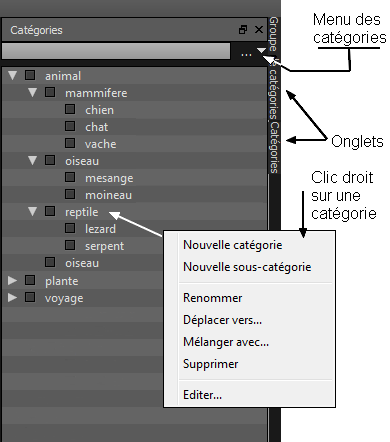 Menu des
catégories
Catégories
...
Groupe de catégories
Catégories
Onglets
animal
mammifere
chien
chat
vache
oiseau
mesange
moineau
reptile
lezard
serpent
oiseau
plante
voyage
Clic droit
sur une
catégorie
Nouvelle catégorie
Nouvelle sous-catégorie
Renommer
Déplacer vers...
Mélanger avec...
Supprimer
Editer...